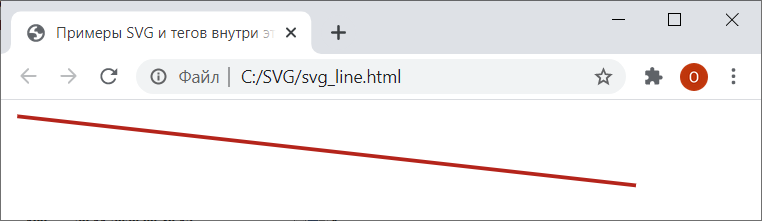 Примеры SVG и тегов внутри эт
Файл C:/SVG/svg_line.html
O